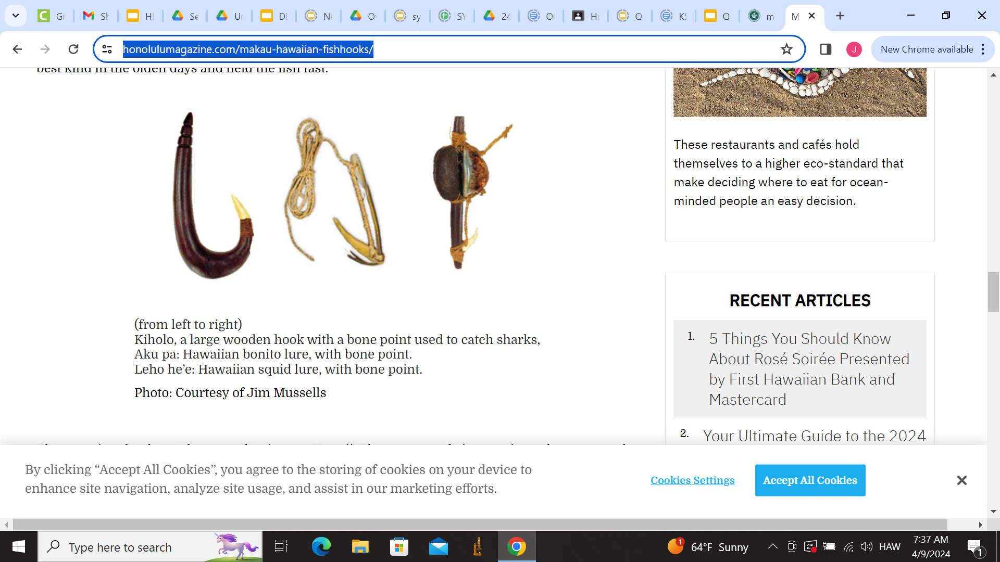 Gr
Sh
HI
Se
Ur
DE
N
O
sy
SY
24
O
Hu
Q
KS
Q
m
M
honolulumagazine.com/makau-hawaiian-fishhooks/
J
New Chrome available
best kind in the olden days and held the fish fast.
(from left to right)
Kiholo, a large wooden hook with a bone point used to catch sharks,
Aku pa: Hawaiian bonito lure, with bone point.
Leho he’e: Hawaiian squid lure, with bone point.
Photo: Courtesy of Jim Mussells
These restaurants and cafés hold
themselves to a higher eco-standard that
make deciding where to eat for ocean-
minded people an easy decision.
RECENT ARTICLES
1. 5 Things You Should Know
About Rosé Soirée Presented
by First Hawaiian Bank and
Mastercard
2. Your Ultimate Guide to the 2024
By clicking “Accept All Cookies”, you agree to the storing of cookies on your device to
enhance site navigation, analyze site usage, and assist in our marketing efforts.
Cookies Settings
Accept All Cookies
Type here to search
1
64°F Sunny
HAW
7:37 AM
4/9/2024
1